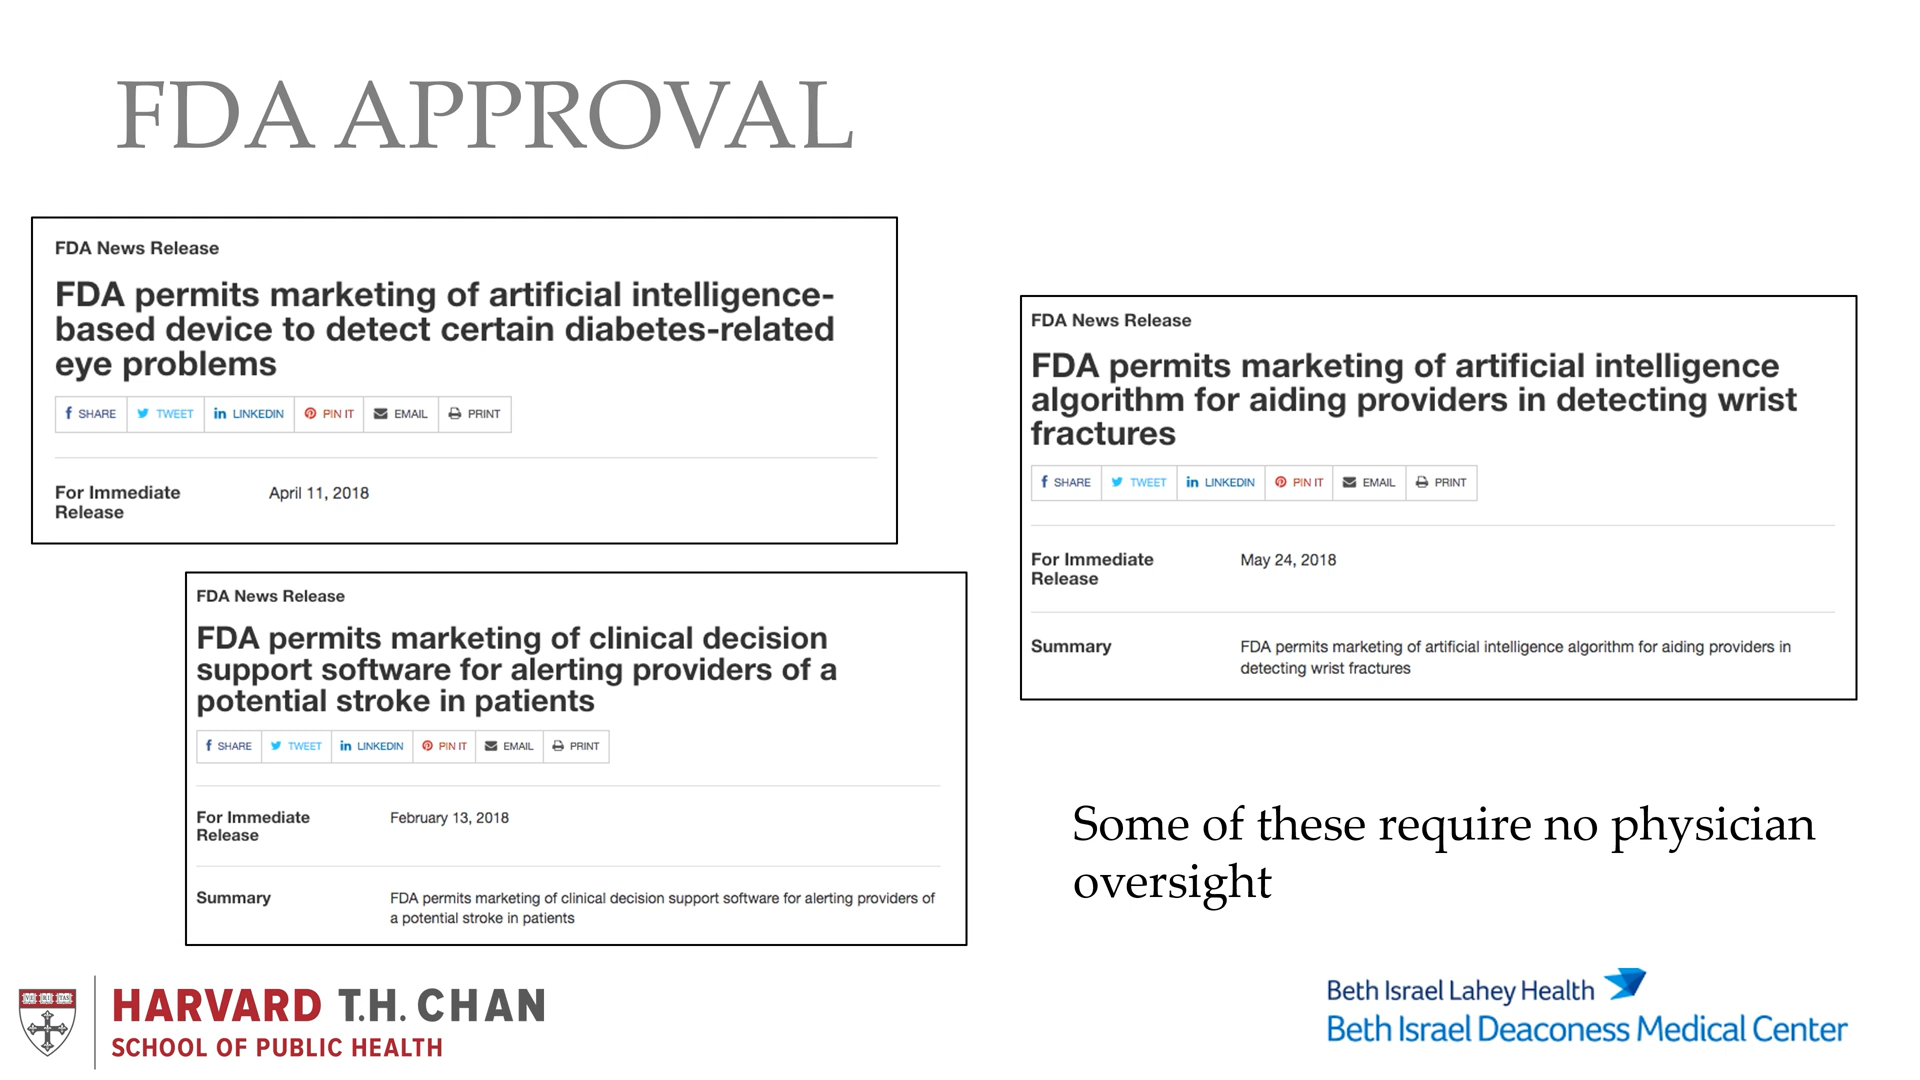 FDA APPROVAL
FDA News Release
FDA permits marketing of artificial intelligence-
based device to detect certain diabetes-related
eye problems
f SHARE TWEET in LINKEDIN PIN IT EMAIL PRINT
For Immediate April 11, 2018
Release
FDA News Release
FDA permits marketing of clinical decision
support software for alerting providers of a
potential stroke in patients
f SHARE TWEET in LINKEDIN PIN IT EMAIL PRINT
For Immediate February 13, 2018
Release
Summary FDA permits marketing of clinical decision support software for alerting providers of
a potential stroke in patients
FDA News Release
FDA permits marketing of artificial intelligence
algorithm for aiding providers in detecting wrist
fractures
f SHARE TWEET in LINKEDIN PIN IT EMAIL PRINT
For Immediate May 24, 2018
Release
Summary FDA permits marketing of artificial intelligence algorithm for aiding providers in
detecting wrist fractures
Some of these require no physician
oversight
VE RI TAS
HARVARD T.H. CHAN
SCHOOL OF PUBLIC HEALTH
Beth Israel Lahey Health
Beth Israel Deaconess Medical Center